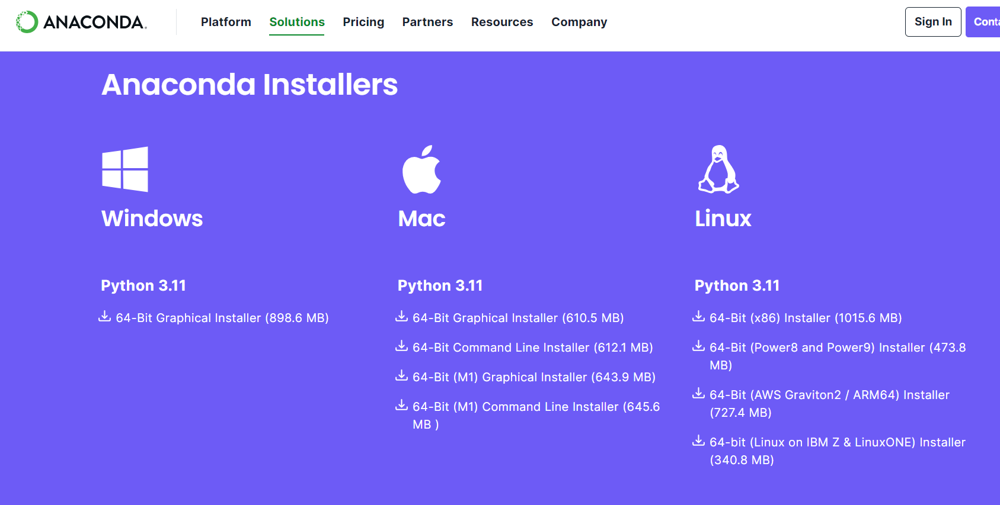 ANACONDA.
Platform Solutions Pricing Partners Resources Company
Sign In
Anaconda Installers
Windows
Python 3.11
64-Bit Graphical Installer (898.6 MB)
Mac
Python 3.11
64-Bit Graphical Installer (610.5 MB)
64-Bit Command Line Installer (612.1 MB)
64-Bit (M1) Graphical Installer (643.9 MB)
64-Bit (M1) Command Line Installer (645.6
MB )
Linux
Python 3.11
64-Bit (x86) Installer (1015.6 MB)
64-Bit (Power8 and Power9) Installer (473.8
MB)
64-Bit (AWS Graviton2 / ARM64) Installer
(727.4 MB)
64-bit (Linux on IBM Z & LinuxONE) Installer
(340.8 MB)